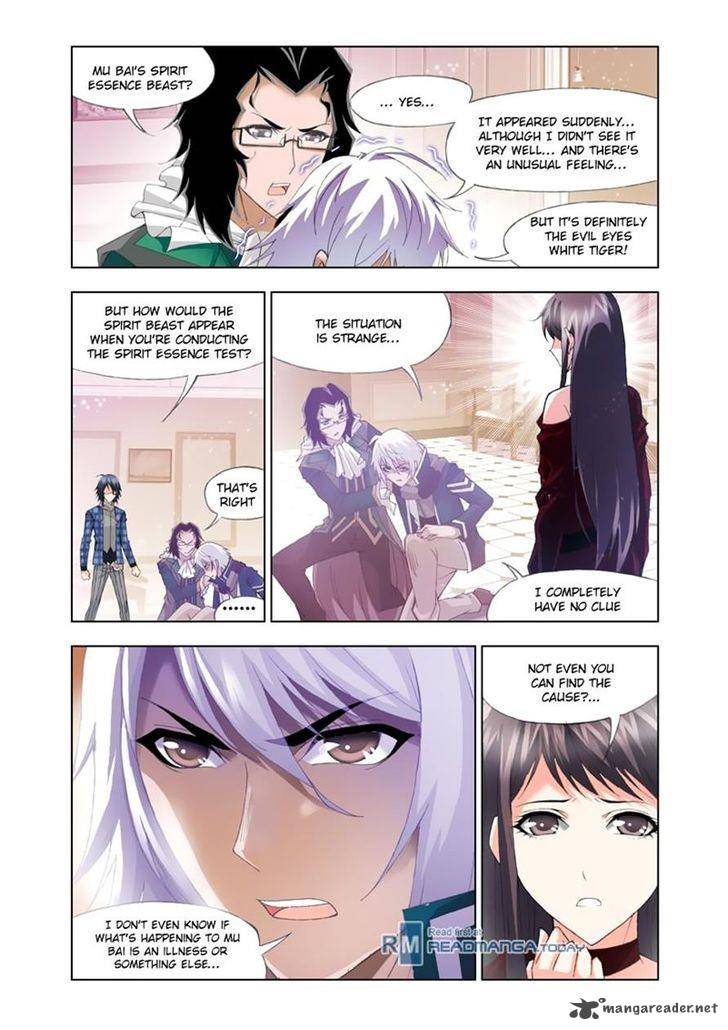 MU BAI'S SPIRIT
ESSENCE BEAST?
... YES...
IT APPEARED SUDDENLY...
ALTHOUGH I DIDN'T SEE IT
VERY WELL... AND THERE'S
AN UNUSUAL FEELING...
BUT IT'S DEFINITELY
THE EVIL EYES
WHITE TIGER!
BUT HOW WOULD THE
SPIRIT BEAST APPEAR
WHEN YOU'RE CONDUCTING
THE SPIRIT ESSENCE TEST?
THAT'S
RIGHT
......
THE SITUATION
IS STRANGE...
I COMPLETELY
HAVE NO CLUE
I DON'T EVEN KNOW IF
WHAT'S HAPPENING TO MU
BAI IS AN ILLNESS OR
SOMETHING ELSE...
NOT EVEN YOU
CAN FIND THE
CAUSE?...
RM
Read first at
READMANGA.TODAY
mangareader.net